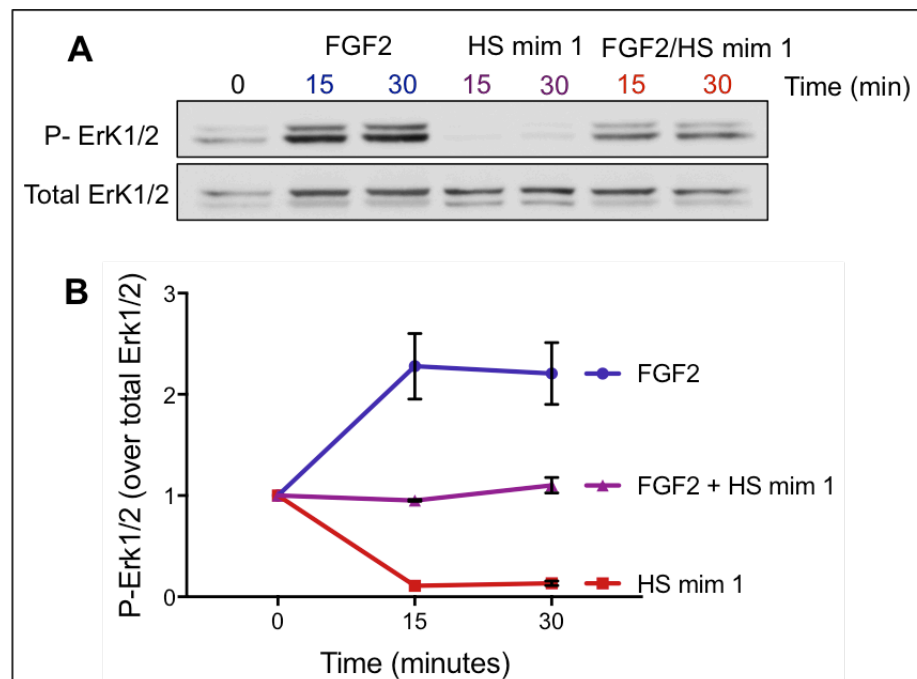 A
FGF2 HS mim 1 FGF2/HS mim 1
0 15 30 15 30 15 30 Time (min)
P- ErK1/2
Total ErK1/2
B
P-Erk1/2 (over total Erk1/2)
3
2
1
0
FGF2
FGF2 + HS mim 1
HS mim 1
0 15 30
Time (minutes)